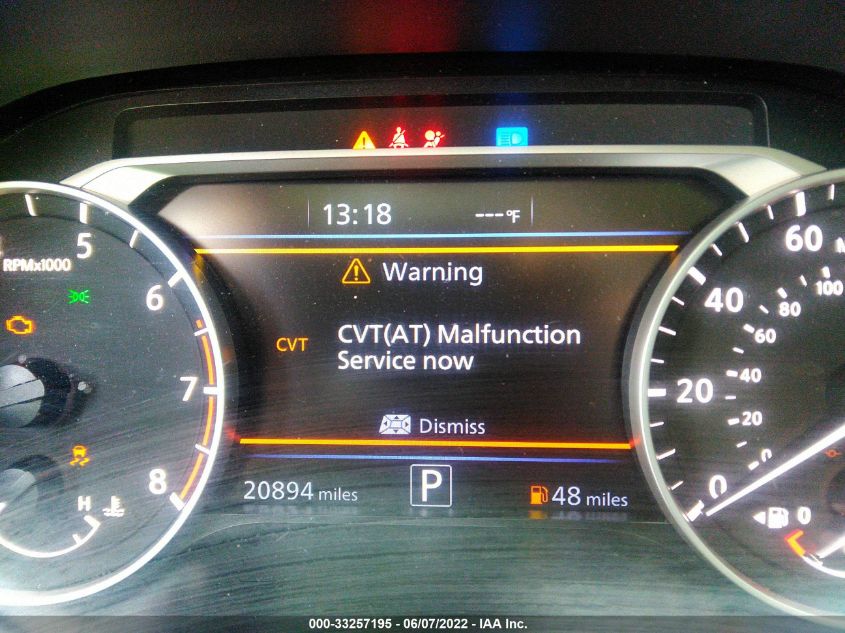 13:18 ---°F
5
RPMx1000
6
7
8
H
Warning
CVT CVT(AT) Malfunction
Service now
Dismiss
20894 miles P 48 miles
60
40
20
0
100
80
60
40
20
0
0
000-33257195 - 06/07/2022 - IAA Inc.